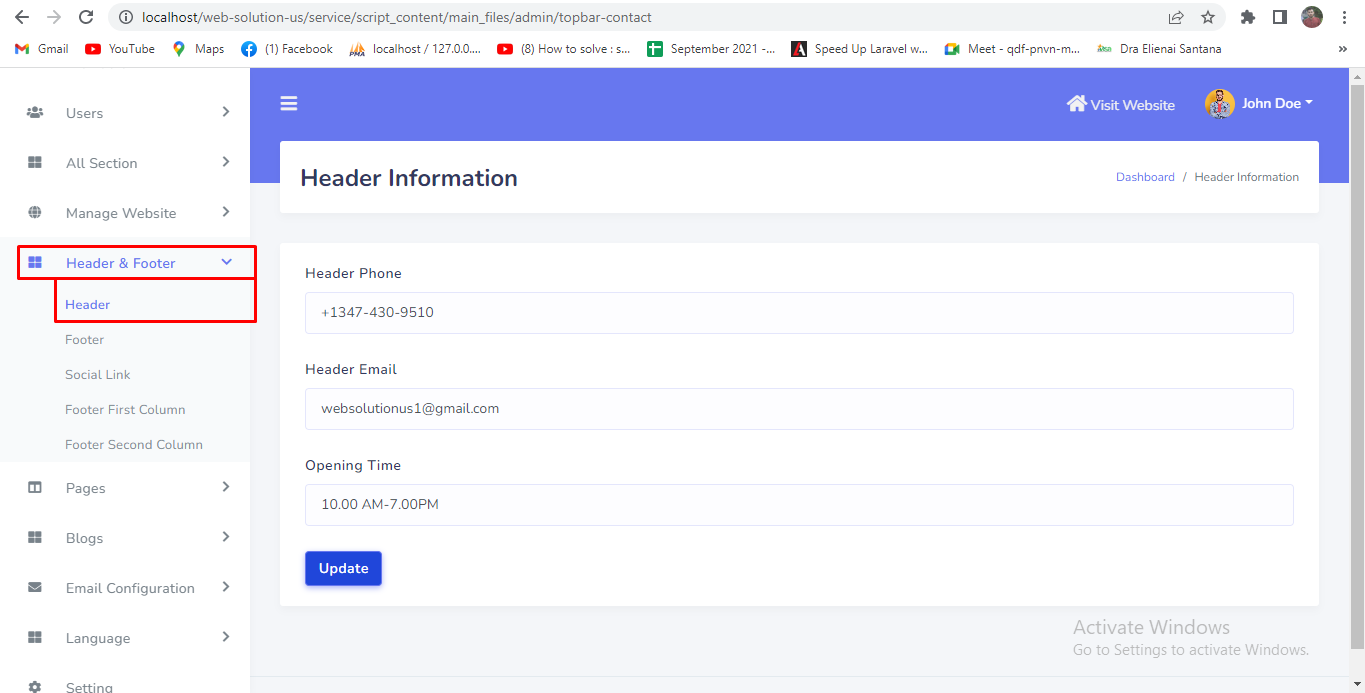 localhost/web-solution-us/service/script_content/main_files/admin/topbar-contact
Gmail YouTube Maps (1) Facebook localhost / 127.0.0.... (8) How to solve : s... September 2021 -... Speed Up Laravel w... Meet - qdf-pnvn-m... Dra Elienai Santana »
Users
All Section
Manage Website
Header & Footer
Header
Footer
Social Link
Footer First Column
Footer Second Column
Pages
Blogs
Email Configuration
Language
Setting
Visit Website John Doe
Header Information
Dashboard / Header Information
Header Phone
+1347-430-9510
Header Email
websolutionus1@gmail.com
Opening Time
10.00 AM-7.00PM
Update
Activate Windows
Go to Settings to activate Windows.